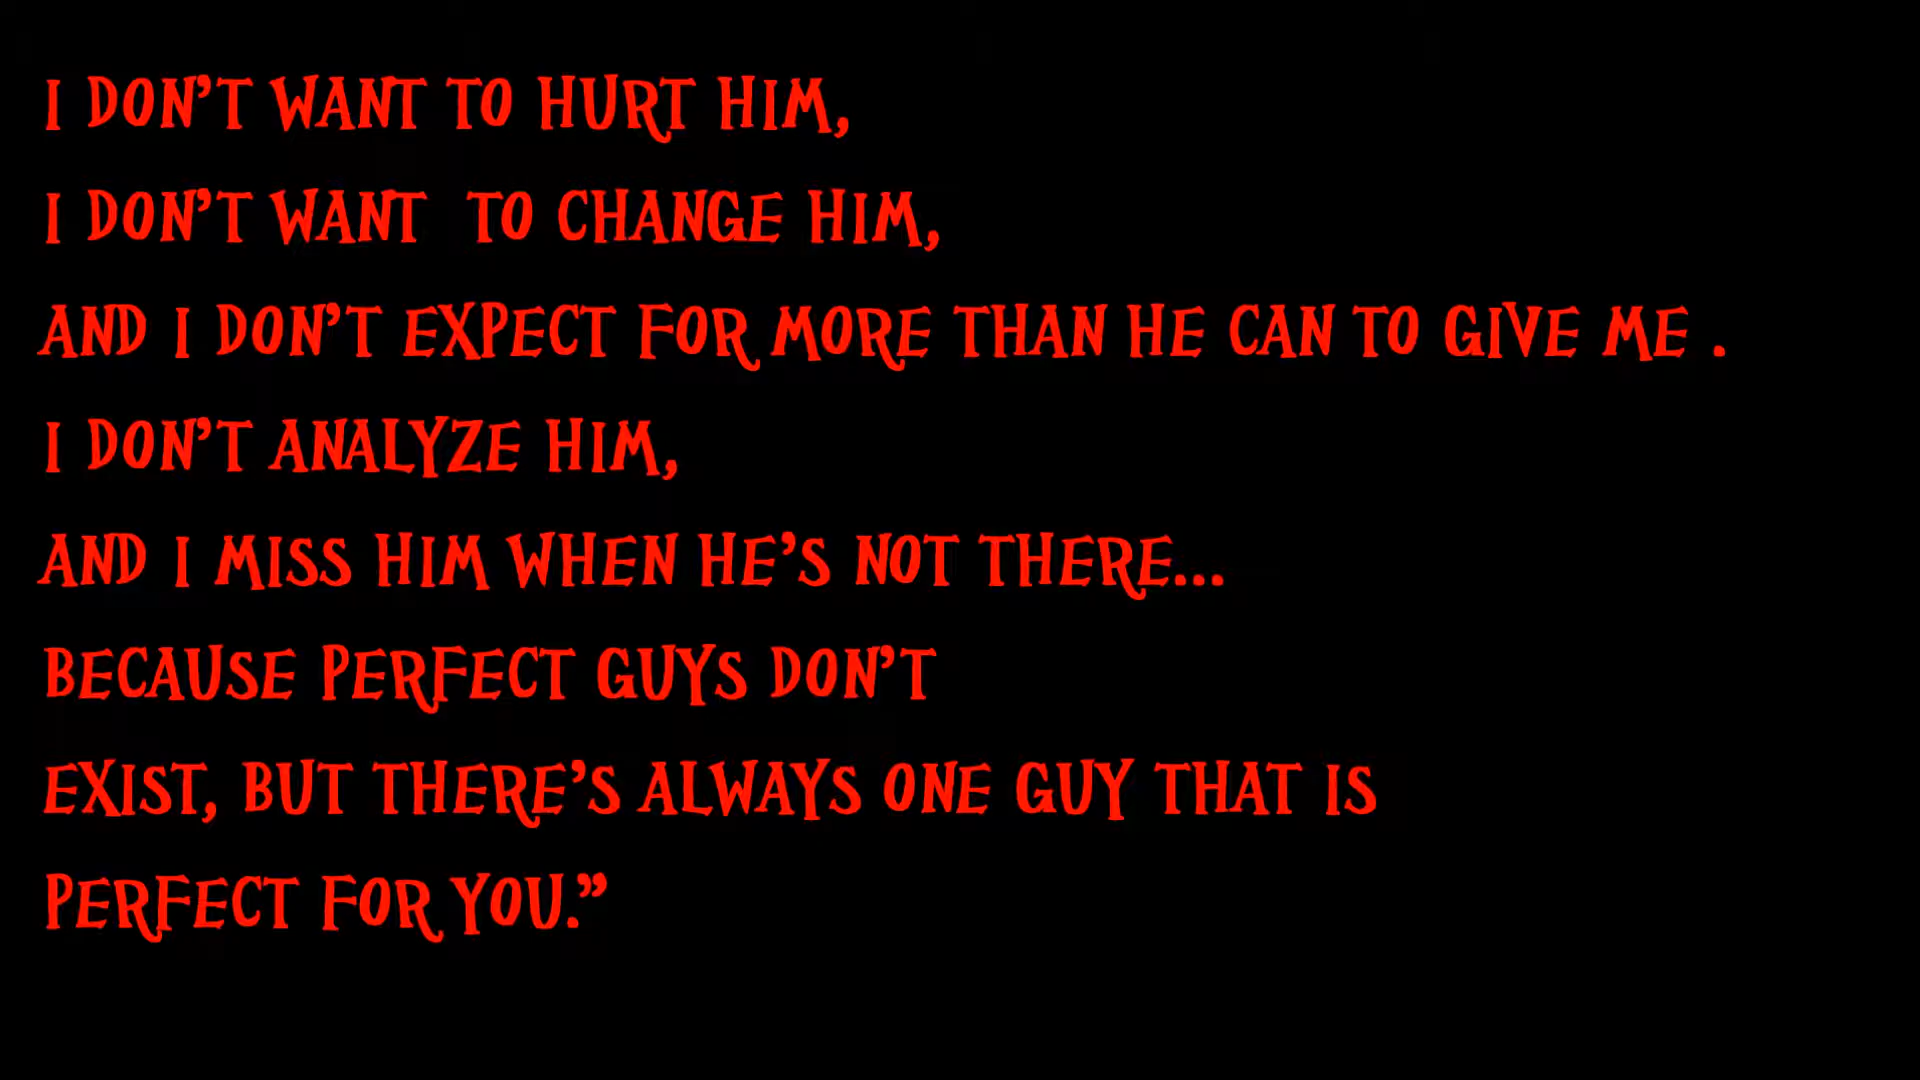 I DON'T WANT TO HURT HIM,
I DON'T WANT TO CHANGE HIM,
AND I DON'T EXPECT FOR MORE THAN HE CAN TO GIVE ME .
I DON'T ANALYZE HIM,
AND I MISS HIM WHEN HE'S NOT THERE...
BECAUSE PERFECT GUYS DON'T
EXIST, BUT THERE'S ALWAYS ONE GUY THAT IS
PERFECT FOR YOU.”